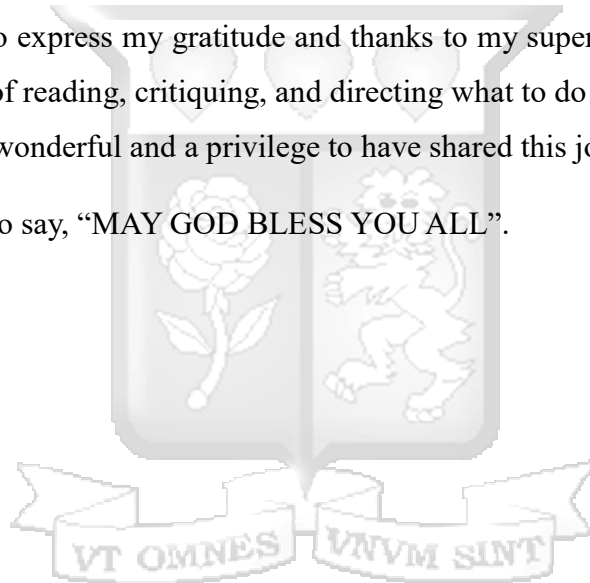 o express my gratitude and thanks to my super
of reading, critiquing, and directing what to do
wonderful and a privilege to have shared this jo
o say, “MAY GOD BLESS YOU ALL”.
VT OMNES VNVM SINT